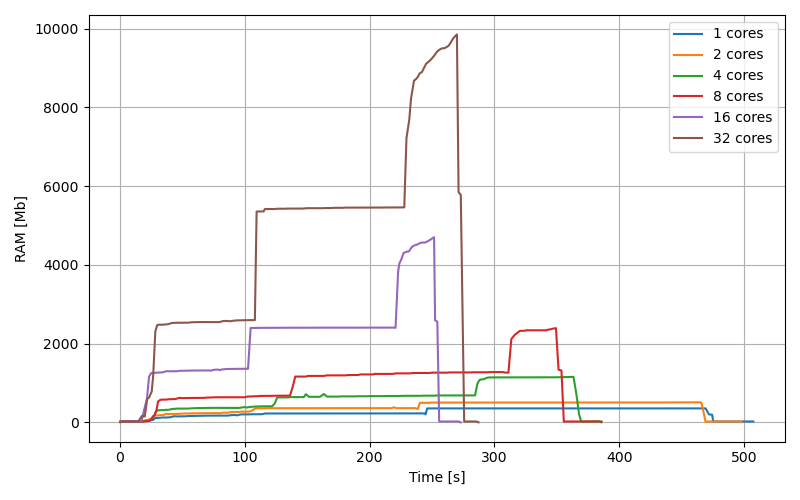 10000
8000
6000
4000
2000
0
RAM [Mb]
1 cores
2 cores
4 cores
8 cores
16 cores
32 cores
0 100 200 300 400 500
Time [s]